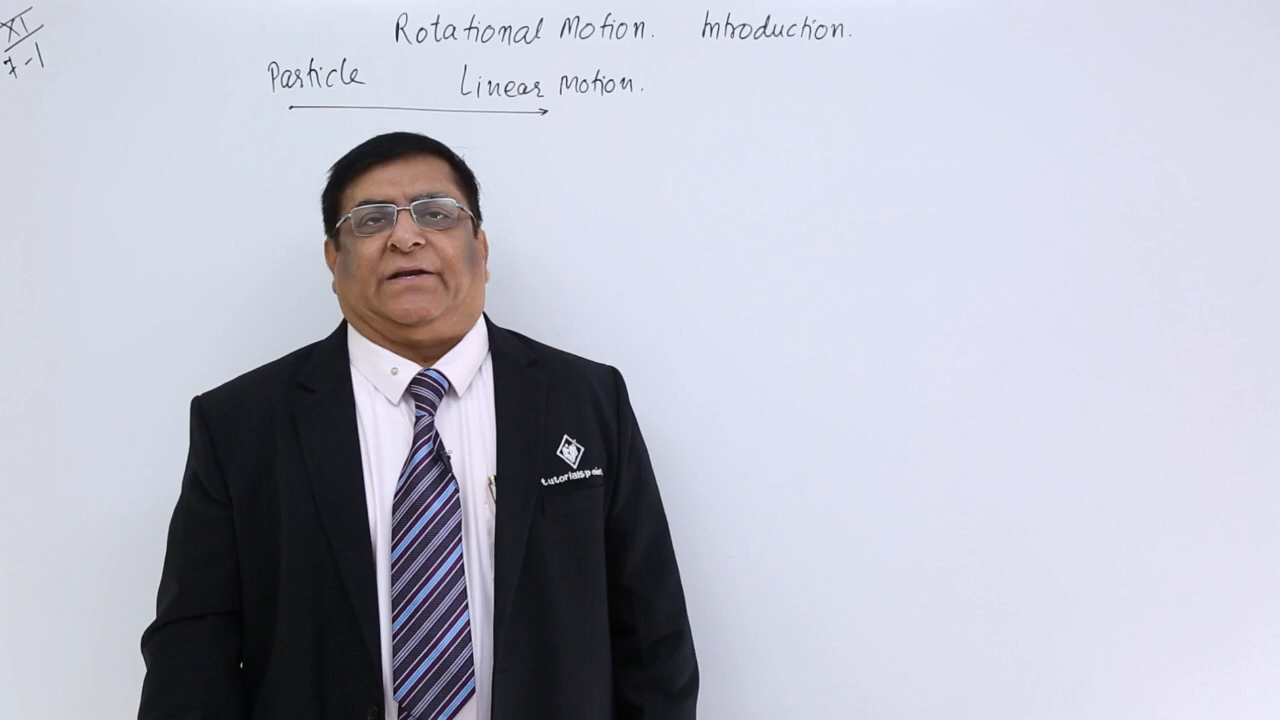 XI
7-1
Rotational Motion. Introduction.
Particle Linear Motion.
tutorialspoint